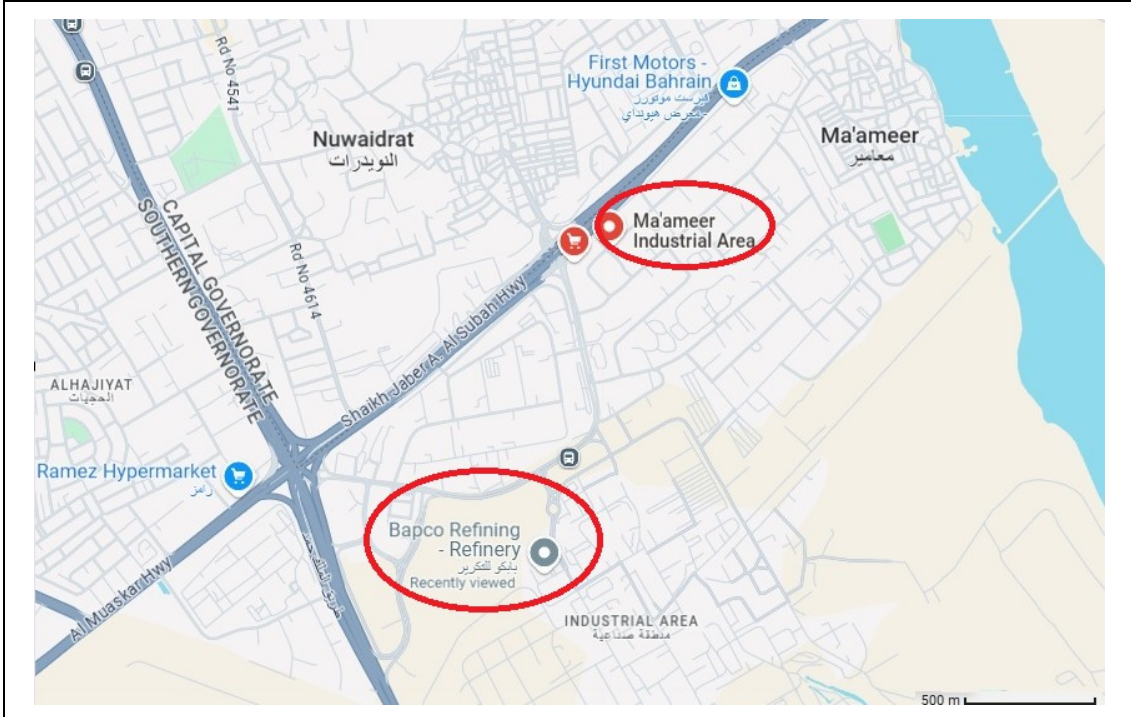 Rd No 4541
First Motors -
Hyundai Bahrain
فيرست موتورز
- معرض هيونداي
Nuwaidrat
النويدرات
Ma'ameer
معامير
CAPITAL GOVERNORATE
SOUTHERN GOVERNORATE
Ma'ameer
Industrial Area
Rd No 4614
Shaikh Jaber A. Al Subah Hwy
ALHAJIYAT
الحجيات
Ramez Hypermarket
رامز
Bapco Refining
- Refinery
بابكو للتكرير
Recently viewed
Al Muaskar Hwy
INDUSTRIAL AREA
منطقة صناعية
500 m